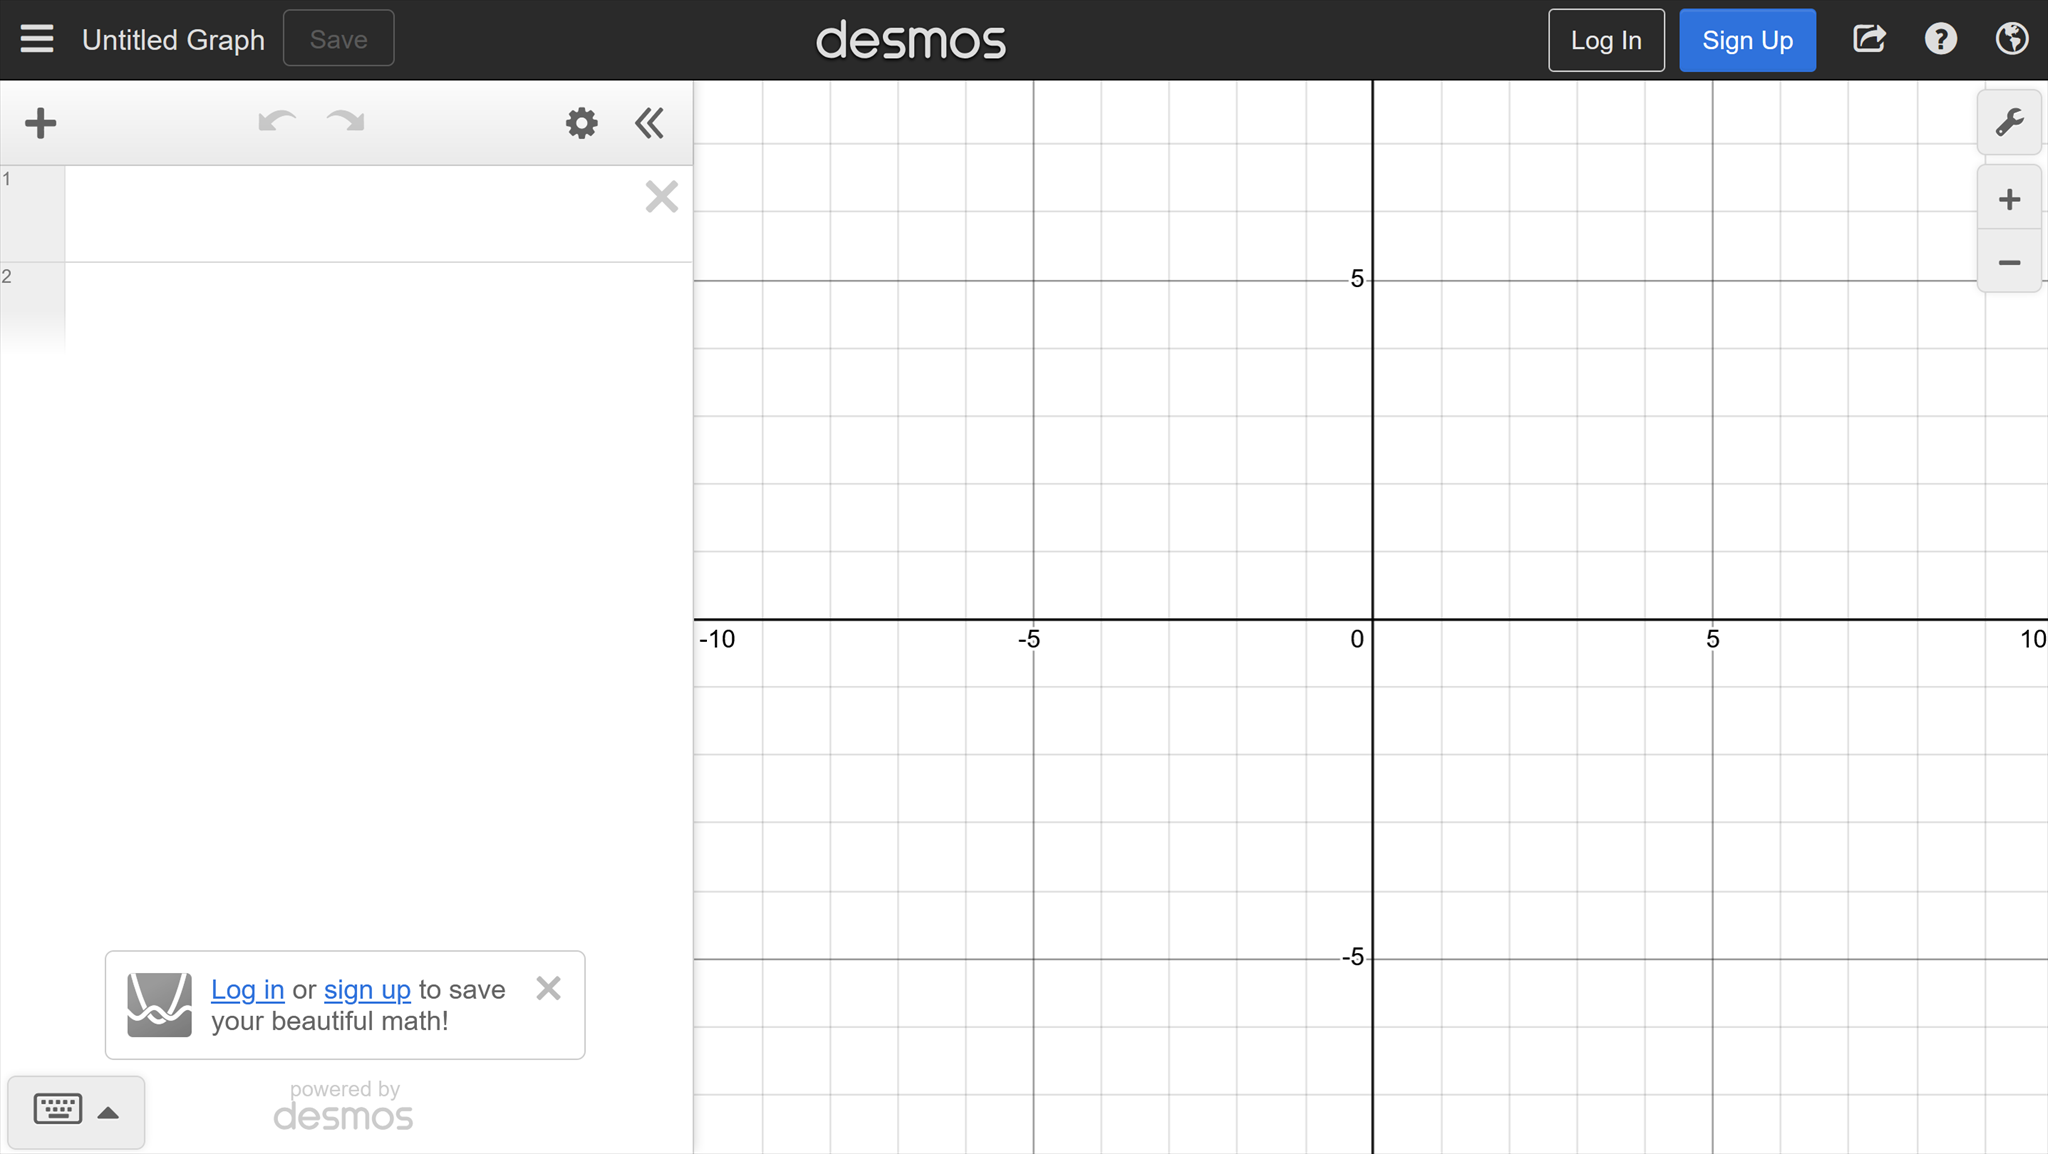 Untitled Graph
Save
desmos
Log In
Sign Up
1
2
5
-10
-5
0
5
10
-5
Log in or sign up to save
your beautiful math!
powered by
desmos